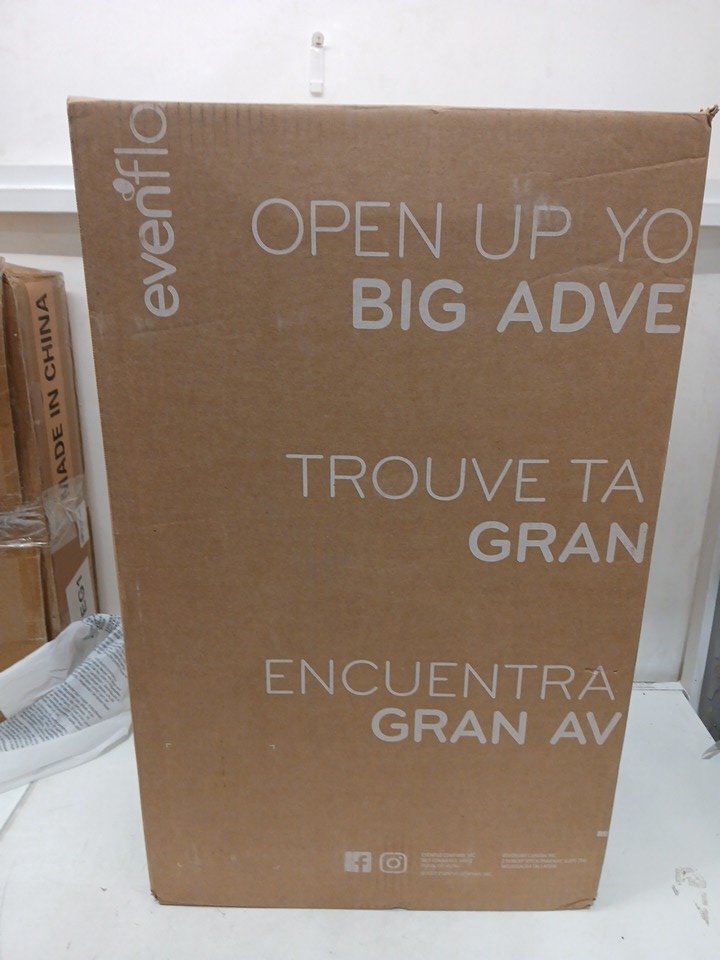 evenflo
OPEN UP YO
BIG ADVE
TROUVE TA
GRAN
ENCUENTRA
GRAN AV
MADE IN CHINA